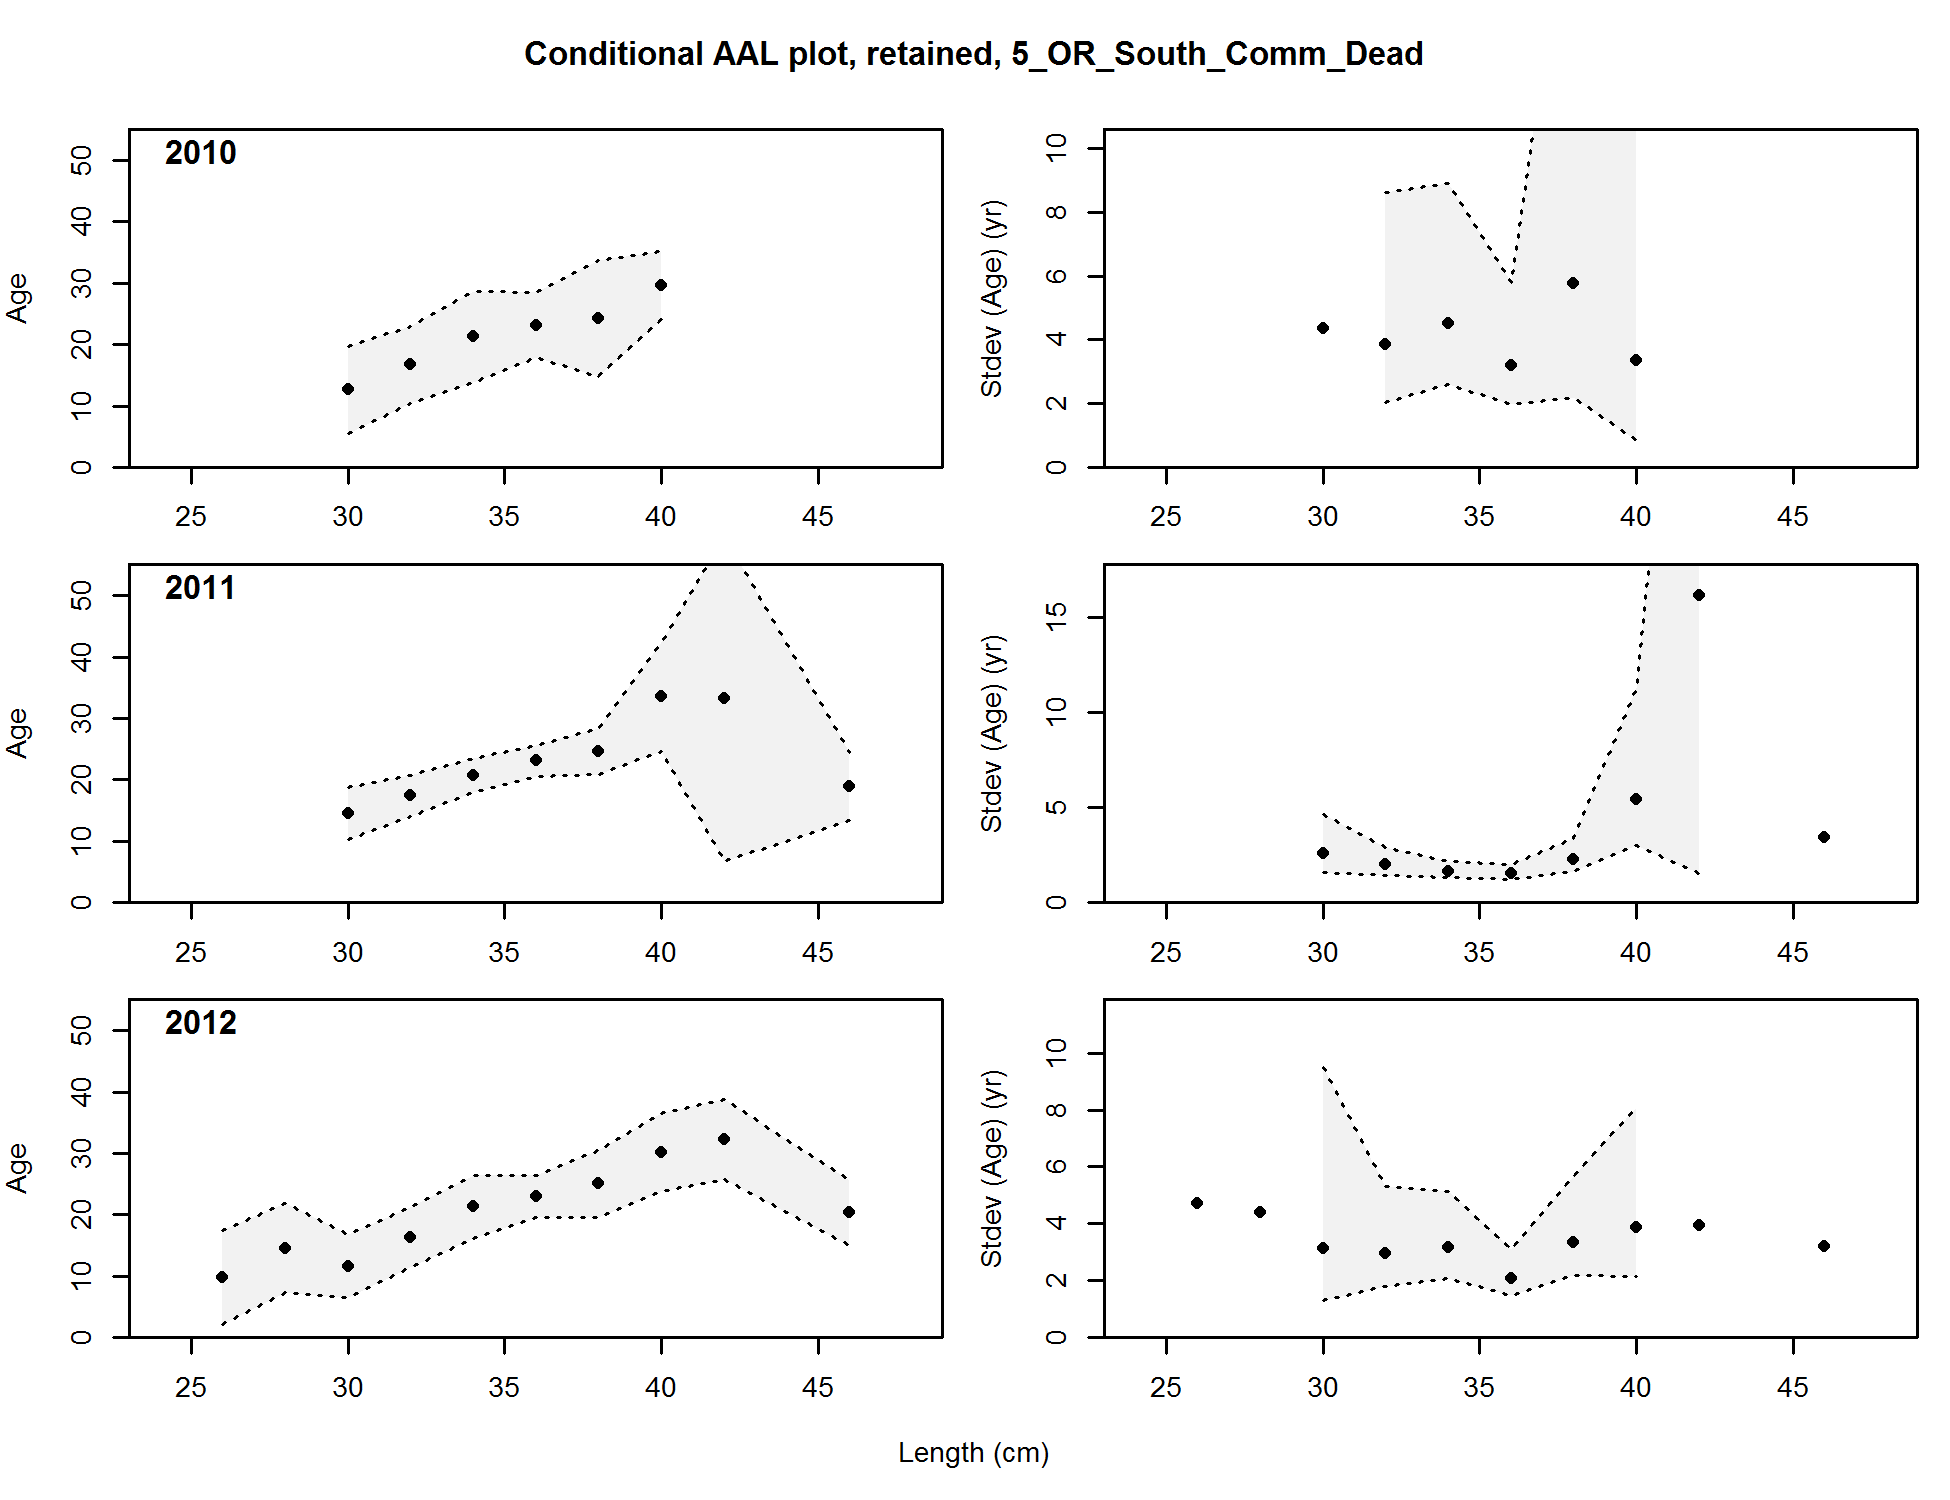 Conditional AAL plot, retained, 5_OR_South_Comm_Dead
2010
Age
0 10 20 30 40 50
25 30 35 40 45
Stdev (Age) (yr)
0 2 4 6 8 10
25 30 35 40 45
2011
Age
0 10 20 30 40 50
25 30 35 40 45
Stdev (Age) (yr)
0 5 10 15
25 30 35 40 45
2012
Age
0 10 20 30 40 50
25 30 35 40 45
Stdev (Age) (yr)
0 2 4 6 8 10
25 30 35 40 45
Length (cm)